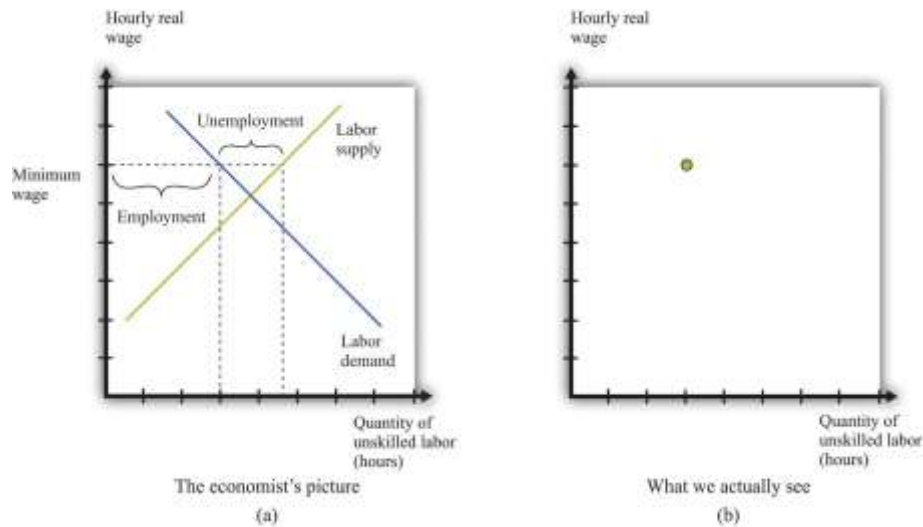 Hourly real
wage
Unemployment
Labor
supply
Minimum
wage
Employment
Labor
demand
Quantity of
unskilled labor
(hours)
The economist's picture
(a)
Hourly real
wage
Quantity of
unskilled labor
(hours)
What we actually see
(b)